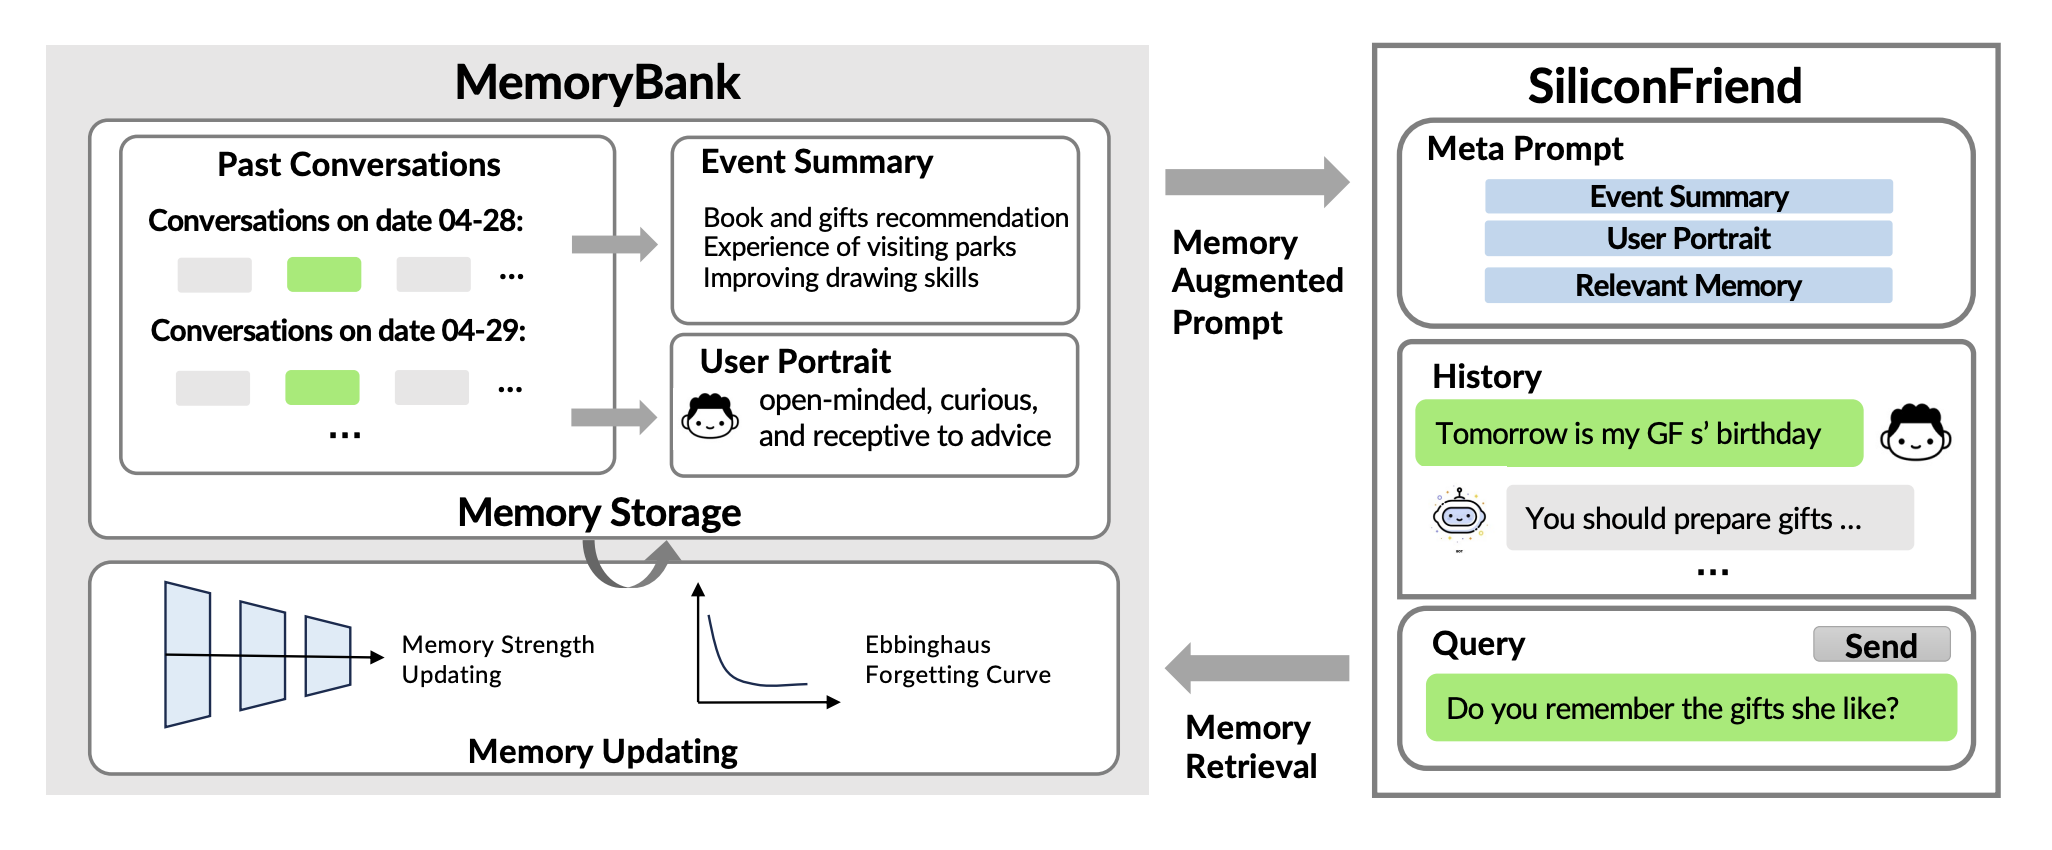 MemoryBank
Past Conversations
Conversations on date 04-28:
...
Conversations on date 04-29:
...
...
Event Summary
Book and gifts recommendation
Experience of visiting parks
Improving drawing skills
User Portrait
open-minded, curious,
and receptive to advice
Memory Storage
Memory Strength
Updating
Ebbinghaus
Forgetting Curve
Memory Updating
Memory
Augmented
Prompt
Memory
Retrieval
SiliconFriend
Meta Prompt
Event Summary
User Portrait
Relevant Memory
History
Tomorrow is my GF s’ birthday
You should prepare gifts ...
...
Query
Send
Do you remember the gifts she like?